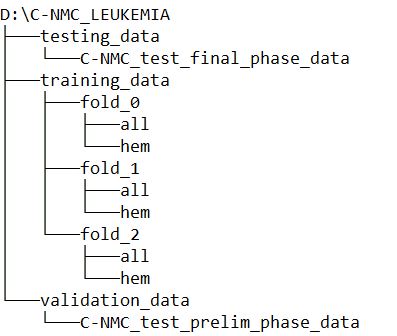 D:\C-NMC_LEUKEMIA
testing_data
C-NMC_test_final_phase_data
training_data
fold_0
all
hem
fold_1
all
hem
fold_2
all
hem
validation_data
C-NMC_test_prelim_phase_data